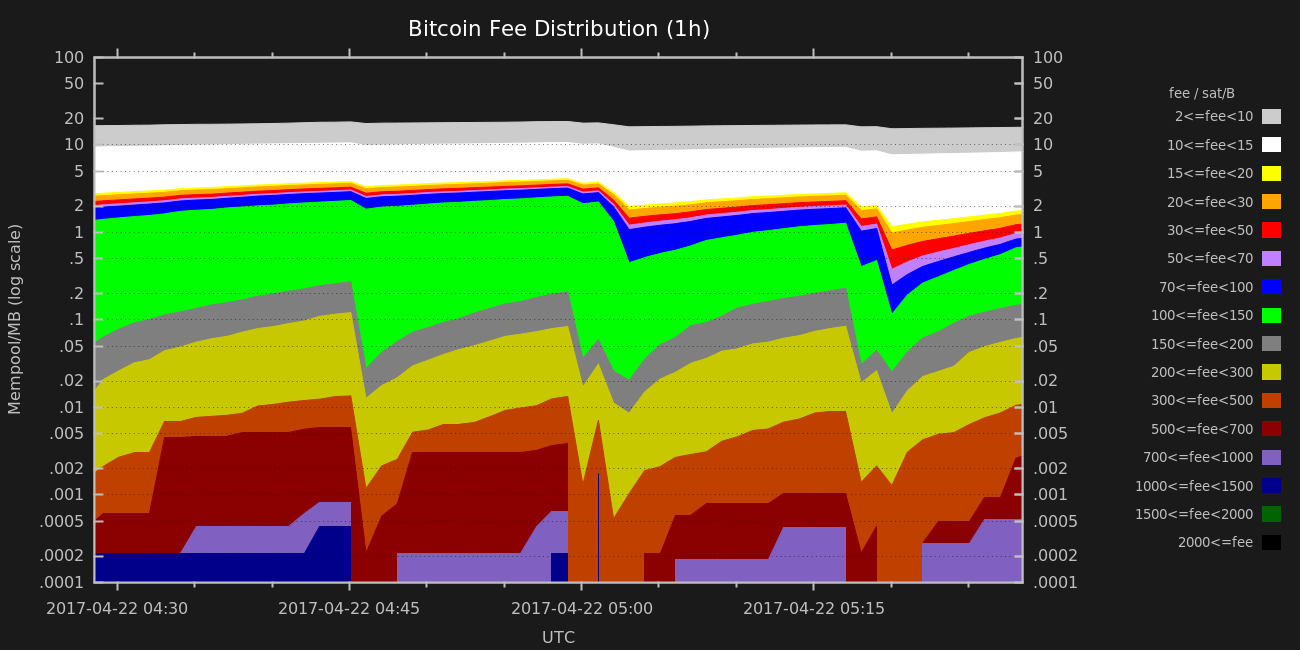 Bitcoin Fee Distribution (1h)
Mempool/MB (log scale)
100
50
20
10
5
2
1
.5
.2
.1
.05
.02
.01
.005
.002
.001
.0005
.0002
.0001
100
50
20
10
5
2
1
.5
.2
.1
.05
.02
.01
.005
.002
.001
.0005
.0002
.0001
2017-04-22 04:30
2017-04-22 04:45
2017-04-22 05:00
2017-04-22 05:15
UTC
fee / sat/B
2<=fee<10
10<=fee<15
15<=fee<20
20<=fee<30
30<=fee<50
50<=fee<70
70<=fee<100
100<=fee<150
150<=fee<200
200<=fee<300
300<=fee<500
500<=fee<700
700<=fee<1000
1000<=fee<1500
1500<=fee<2000
2000<=fee